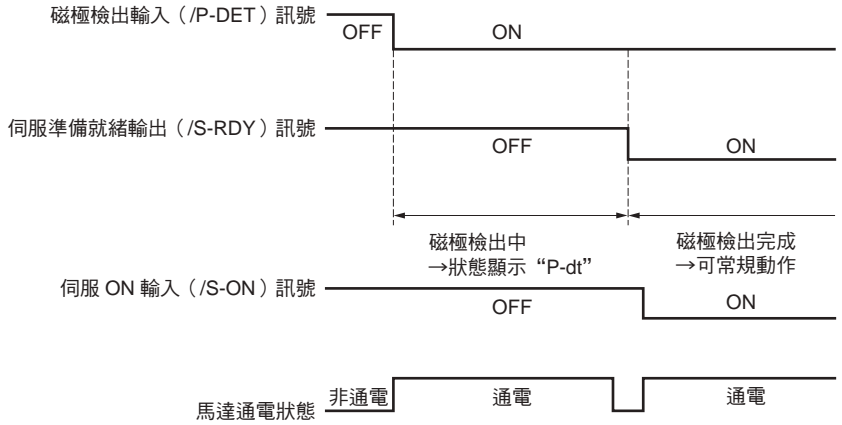 磁極檢出輸入（/P-DET）訊號
OFF
ON
伺服準備就緒輸出（/S-RDY）訊號
OFF
ON
磁極檢出中
→狀態顯示“P-dt”
磁極檢出完成
→可常規動作
伺服 ON 輸入（/S-ON）訊號
OFF
ON
馬達通電狀態
非通電
通電
通電